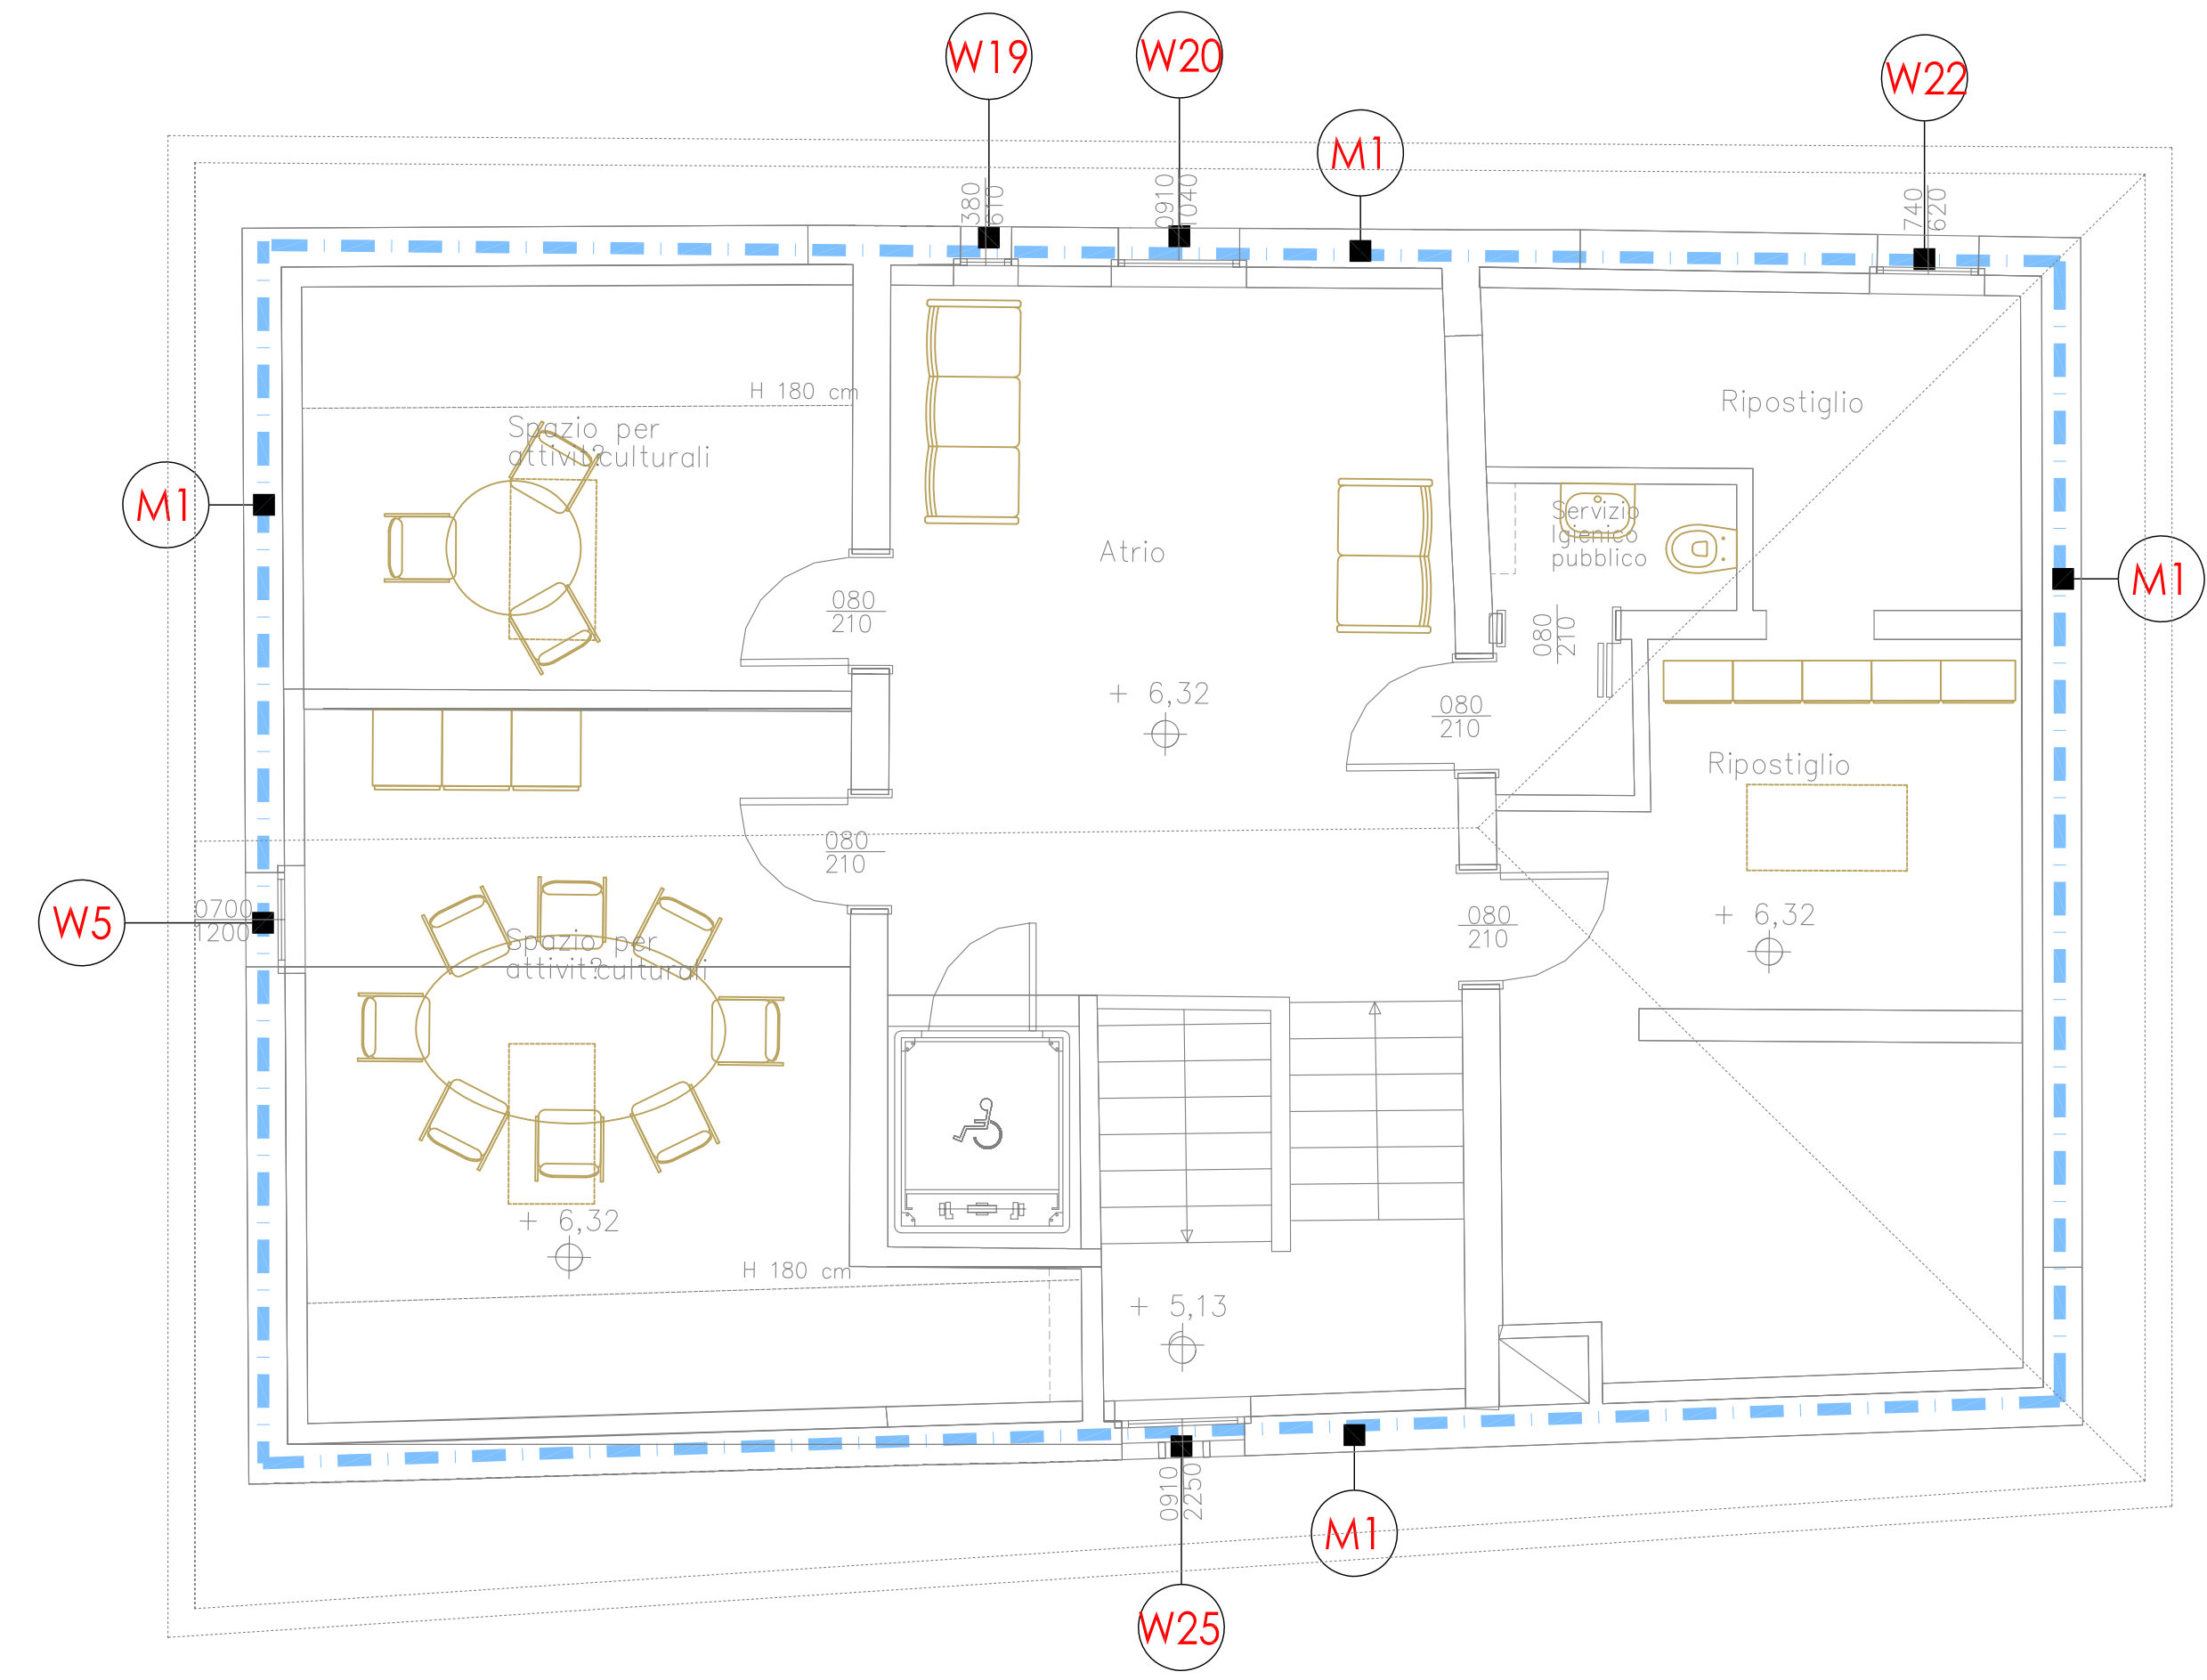 W19
W20
W22
M1
380
610
0910
1040
740
620
H 180 cm
Spazio per
attivit?culturali
Ripostiglio
M1
Servizio
Igienico
pubblico
Atrio
M1
080
210
080
210
+ 6,32
080
210
Ripostiglio
080
210
W5
0700
1200
080
210
+ 6,32
Spazio per
attivit?culturali
+ 6,32
H 180 cm
+ 5,13
0910
2250
M1
W25